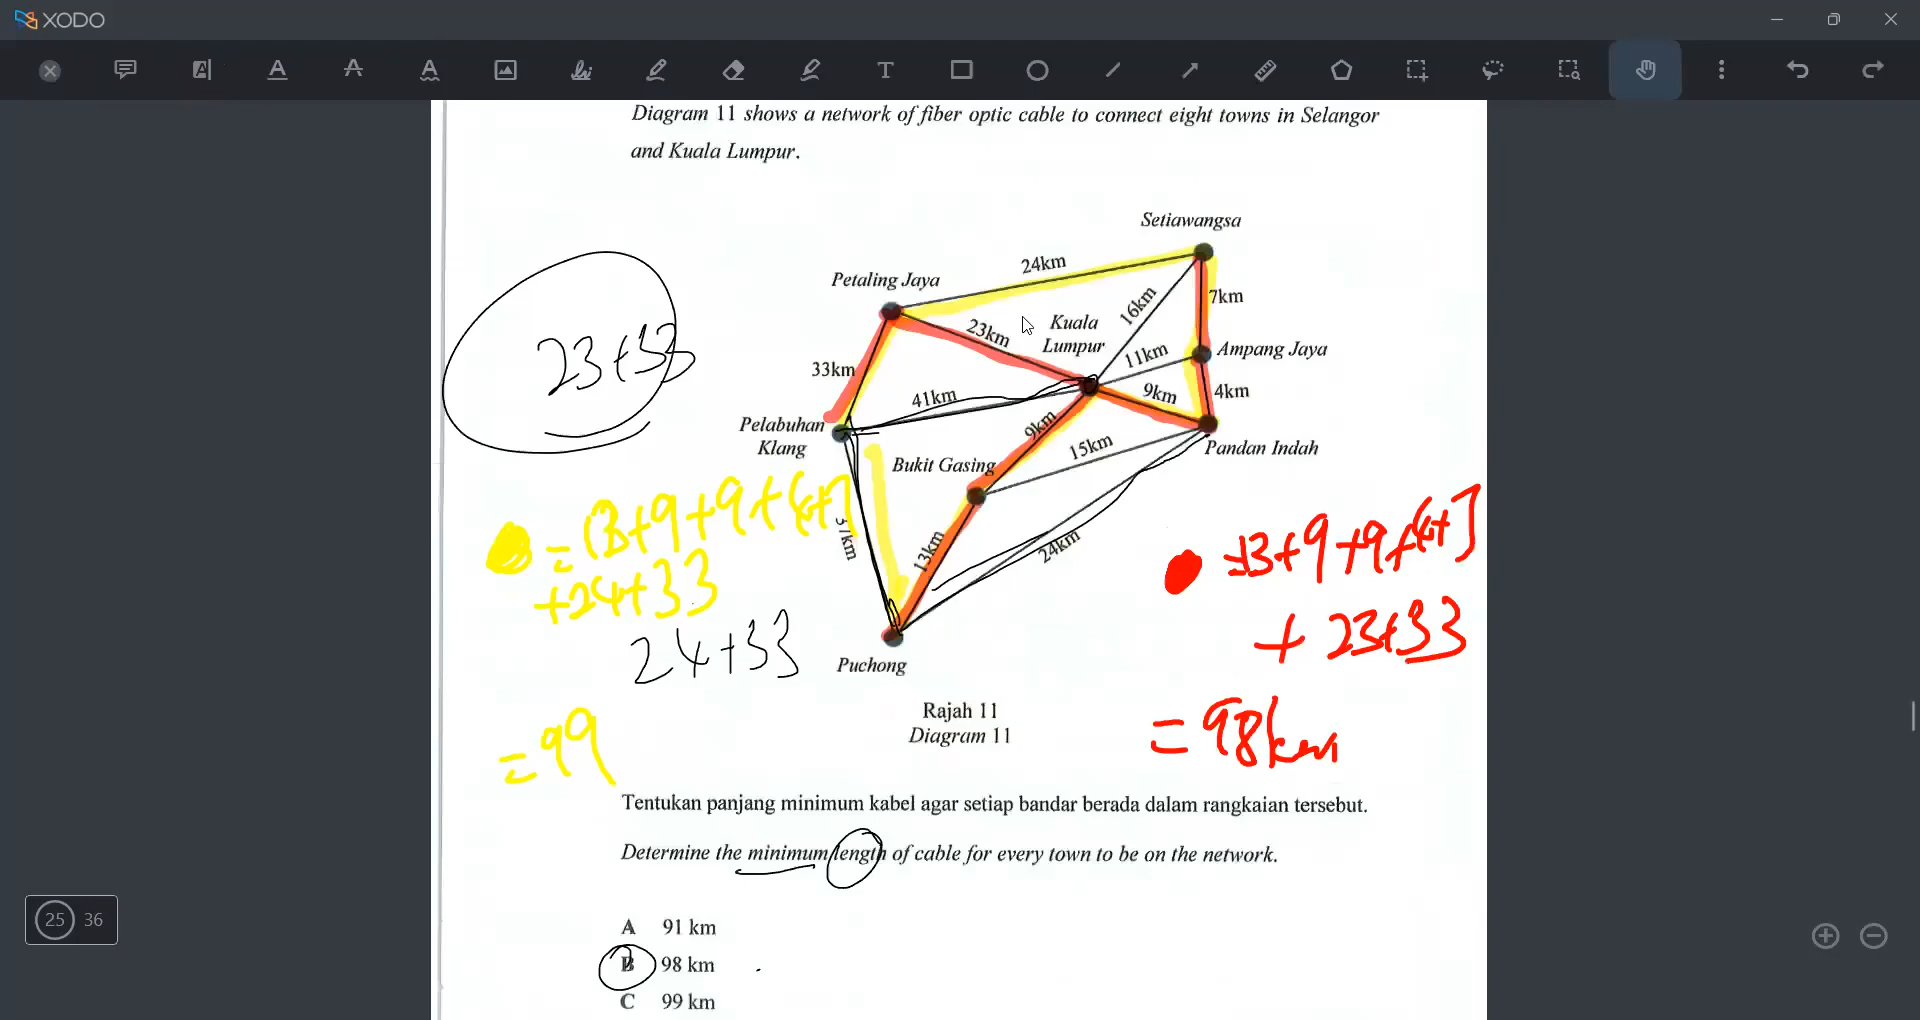 XODO
Diagram 11 shows a network of fiber optic cable to connect eight towns in Selangor
and Kuala Lumpur.
Setiawangsa
24km
Petaling Jaya
7km
16km
Kuala
Lumpur
23km
Ampang Jaya
11km
33km
23+33
41km
9km
4km
Pelabuhan
Klang
9km
15km
Pandan Indah
Bukit Gasing
= 13+9+9+(4+7
+24+33
37km
13km
24km
=13+9+9+(4+7
+ 23+33
24+33
Puchong
Rajah 11
Diagram 11
=99
=98km
Tentukan panjang minimum kabel agar setiap bandar berada dalam rangkaian tersebut.
Determine the minimum length of cable for every town to be on the network.
A 91 km
B 98 km
C 99 km
25 36